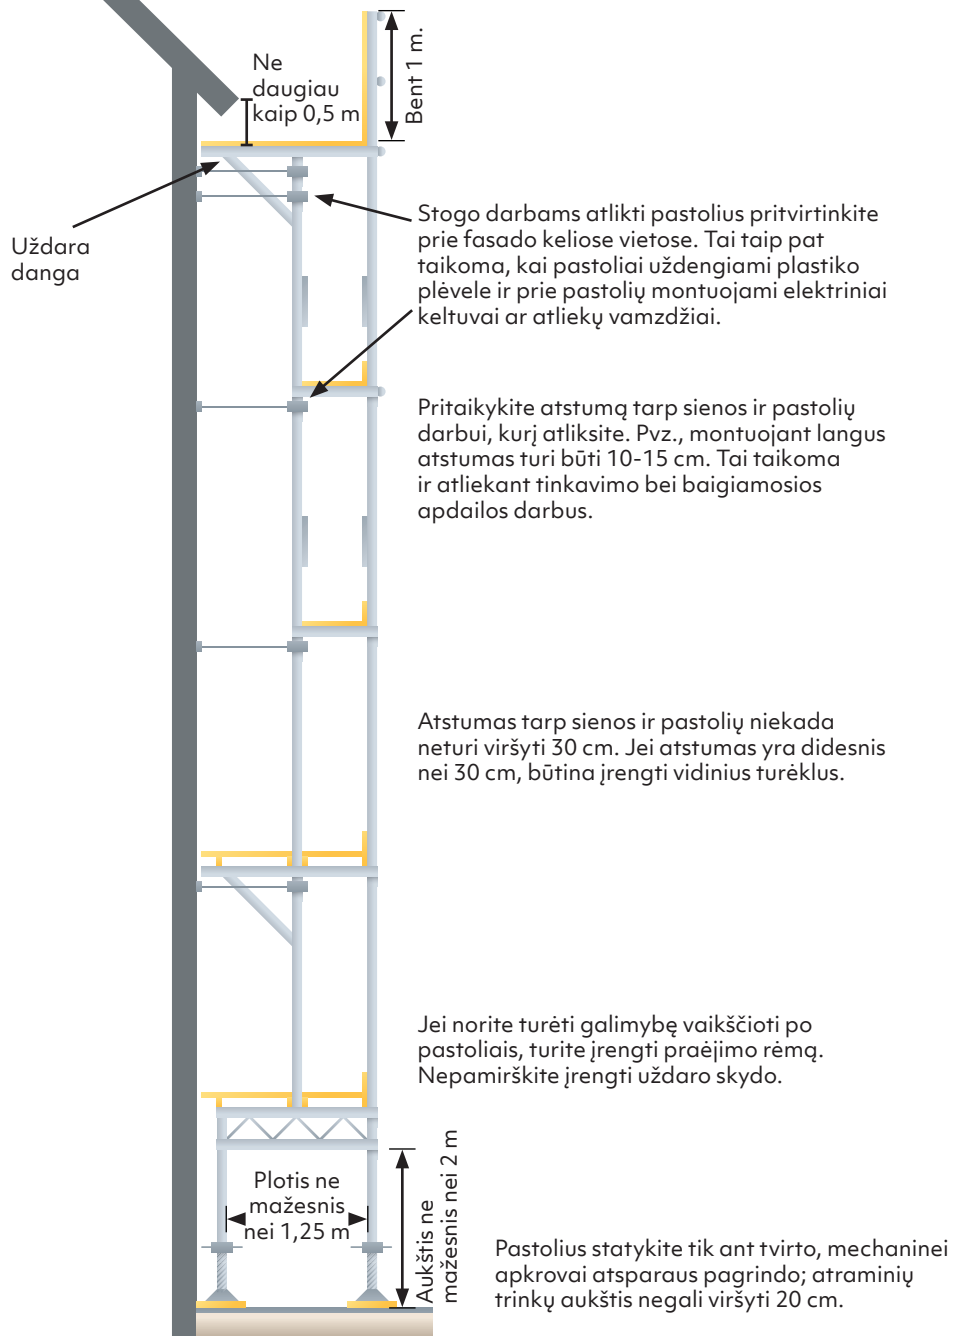 Ne
daugiau
kaip 0,5 m
Bent 1 m.
Uždara
danga
Stogo darbams atlikti pastolius pritvirtinkite
prie fasado keliose vietose. Tai taip pat
taikoma, kai pastoliai uždengiami plastiko
plėvele ir prie pastolių montuojami elektriniai
keltuvai ar atliekų vamzdžiai.
Pritaikykite atstumą tarp sienos ir pastolių
darbui, kurį atliksite. Pvz., montuojant langus
atstumas turi būti 10-15 cm. Tai taikoma
ir atliekant tinkavimo bei baigiamosios
apdailos darbus.
Atstumas tarp sienos ir pastolių niekada
neturi viršyti 30 cm. Jei atstumas yra didesnis
nei 30 cm, būtina įrengti vidinius turėklus.
Jei norite turėti galimybę vaikščioti po
pastoliais, turite įrengti praėjimo rėmą.
Nepamirškite įrengti uždaro skydo.
Plotis ne
mažesnis
nei 1,25 m
Aukštis ne
mažesnis nei 2 m
Pastolius statykite tik ant tvirto, mechaninei
apkrovai atsparaus pagrindo; atraminių
trinkų aukštis negali viršyti 20 cm.